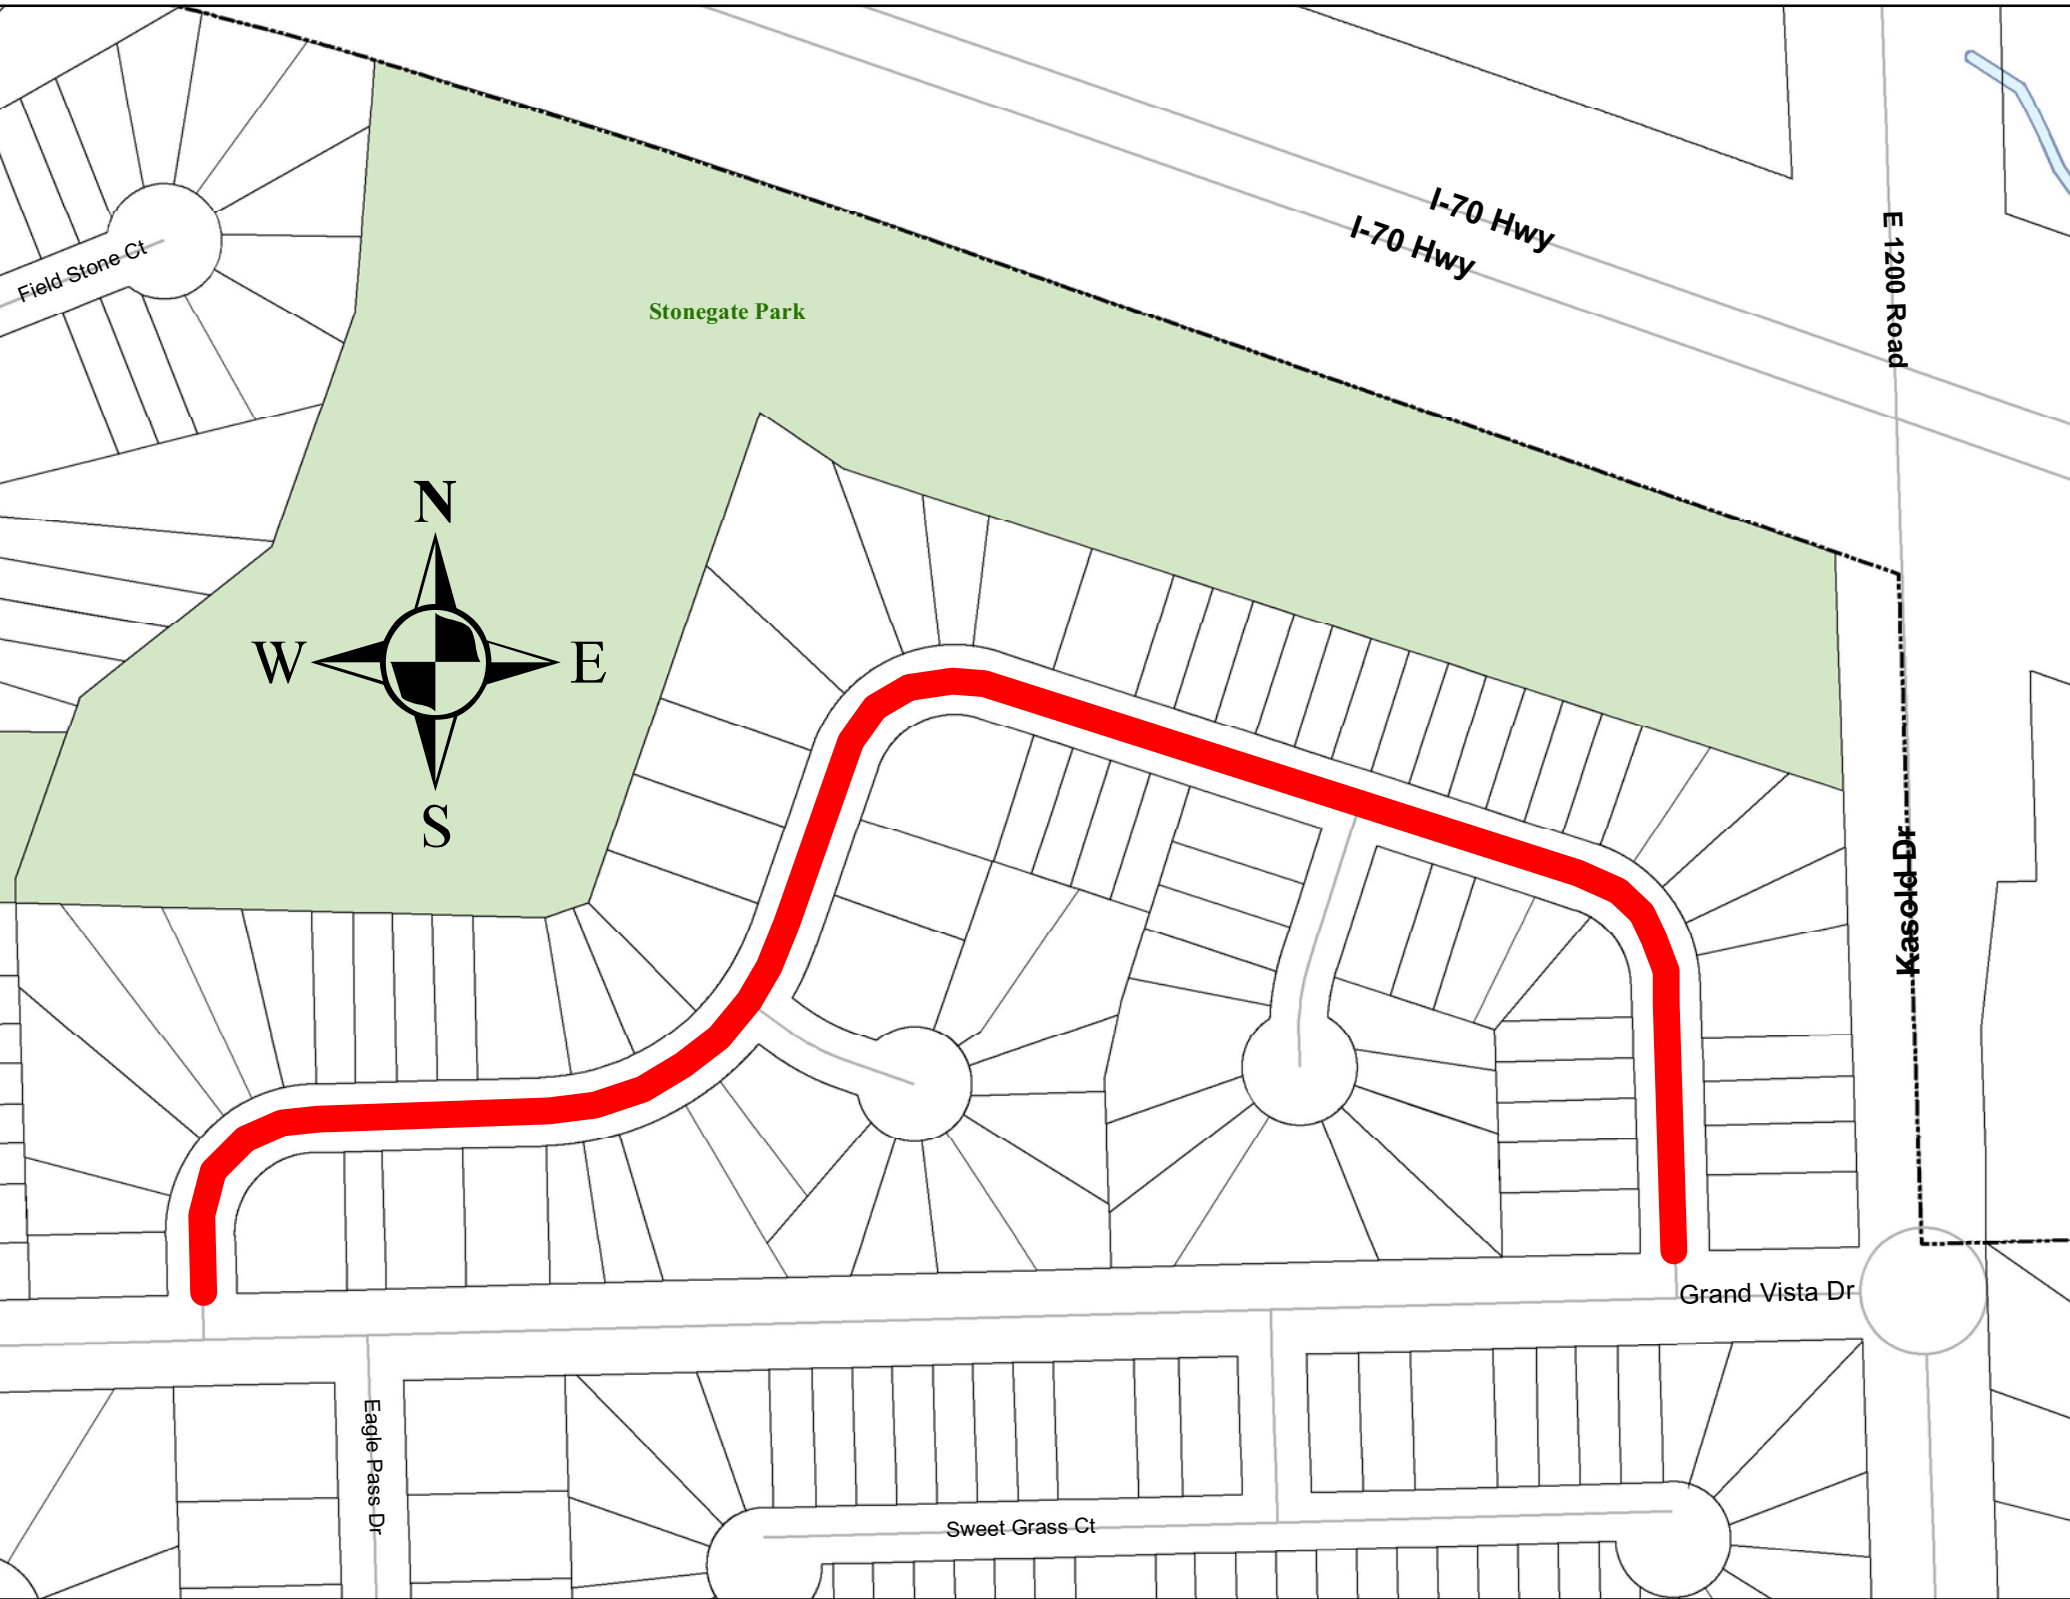 I-70 Hwy
I-70 Hwy
E 1200 Road
Field Stone Ct
Stonegate Park
N
W
E
S
Kasold Dr
Grand Vista Dr
Eagle Pass Dr
Sweet Grass Ct